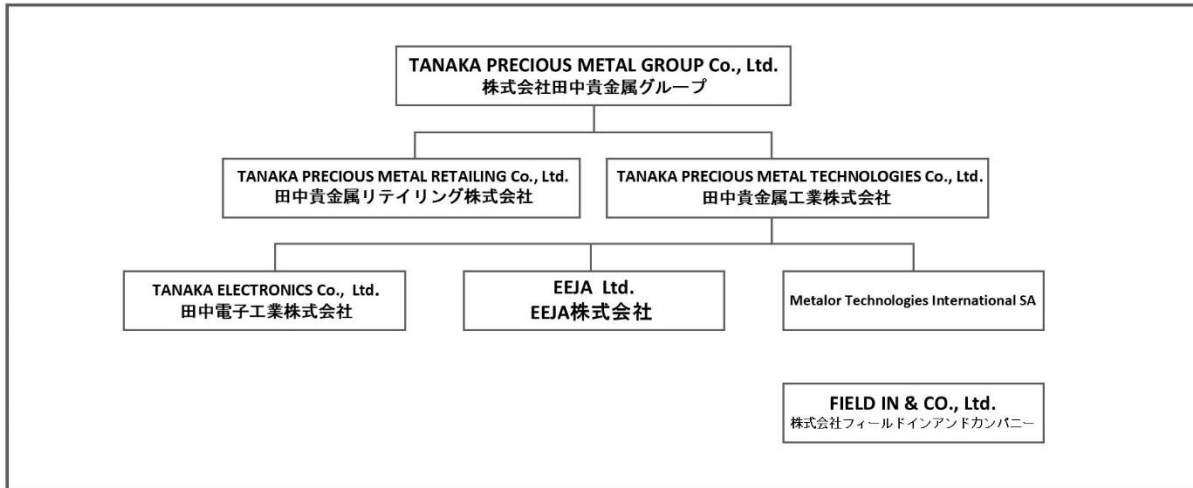 TANAKA PRECIOUS METAL GROUP Co., Ltd.
株式会社田中貴金属グループ
TANAKA PRECIOUS METAL RETAILING Co., Ltd.
田中貴金属リテイリング株式会社
TANAKA PRECIOUS METAL TECHNOLOGIES Co., Ltd.
田中貴金属工業株式会社
TANAKA ELECTRONICS Co., Ltd.
田中電子工業株式会社
EEJA Ltd.
EEJA株式会社
Metalor Technologies International SA
FIELD IN & CO., Ltd.
株式会社フィールドインアンドカンパニー